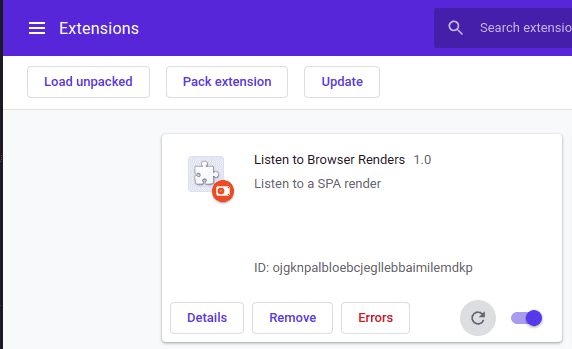 Extensions
Search extensio
Load unpacked
Pack extension
Update
Listen to Browser Renders 1.0
Listen to a SPA render
ID: ojgknpalbloebcjegllebbaimilemdkp
Details
Remove
Errors